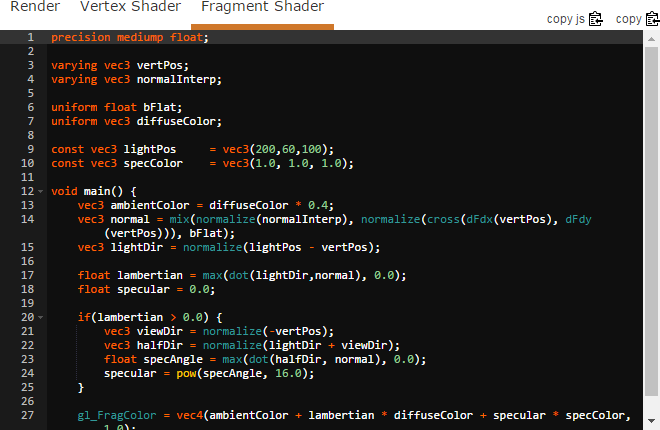 Render Vertex Shader Fragment Shader
copy js copy
1 precision mediump float;
2
3 varying vec3 vertPos;
4 varying vec3 normalInterp;
5
6 uniform float bFlat;
7 uniform vec3 diffuseColor;
8
9 const vec3 lightPos     = vec3(200,60,100);
10 const vec3 specColor    = vec3(1.0, 1.0, 1.0);
11
12 void main() {
13     vec3 ambientColor = diffuseColor * 0.4;
14     vec3 normal = mix(normalize(normalInterp), normalize(cross(dFdx(vertPos), dFdy
(vertPos))), bFlat);
15     vec3 lightDir = normalize(lightPos - vertPos);
16
17     float lambertian = max(dot(lightDir,normal), 0.0);
18     float specular = 0.0;
19
20     if(lambertian > 0.0) {
21         vec3 viewDir = normalize(-vertPos);
22         vec3 halfDir = normalize(lightDir + viewDir);
23         float specAngle = max(dot(halfDir, normal), 0.0);
24         specular = pow(specAngle, 16.0);
25     }
26
27     gl_FragColor = vec4(ambientColor + lambertian * diffuseColor + specular * specColor,
1.0);